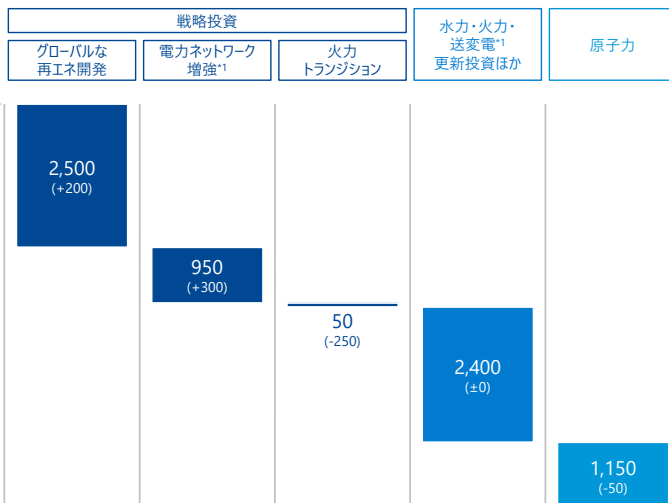 戦略投資
グローバルな
再エネ開発
電力ネットワーク
増強*1
火力
トランジション
水力・火力・
送変電*1
更新投資ほか
原子力
2,500
(+200)
950
(+300)
50
(-250)
2,400
(±0)
1,150
(-50)